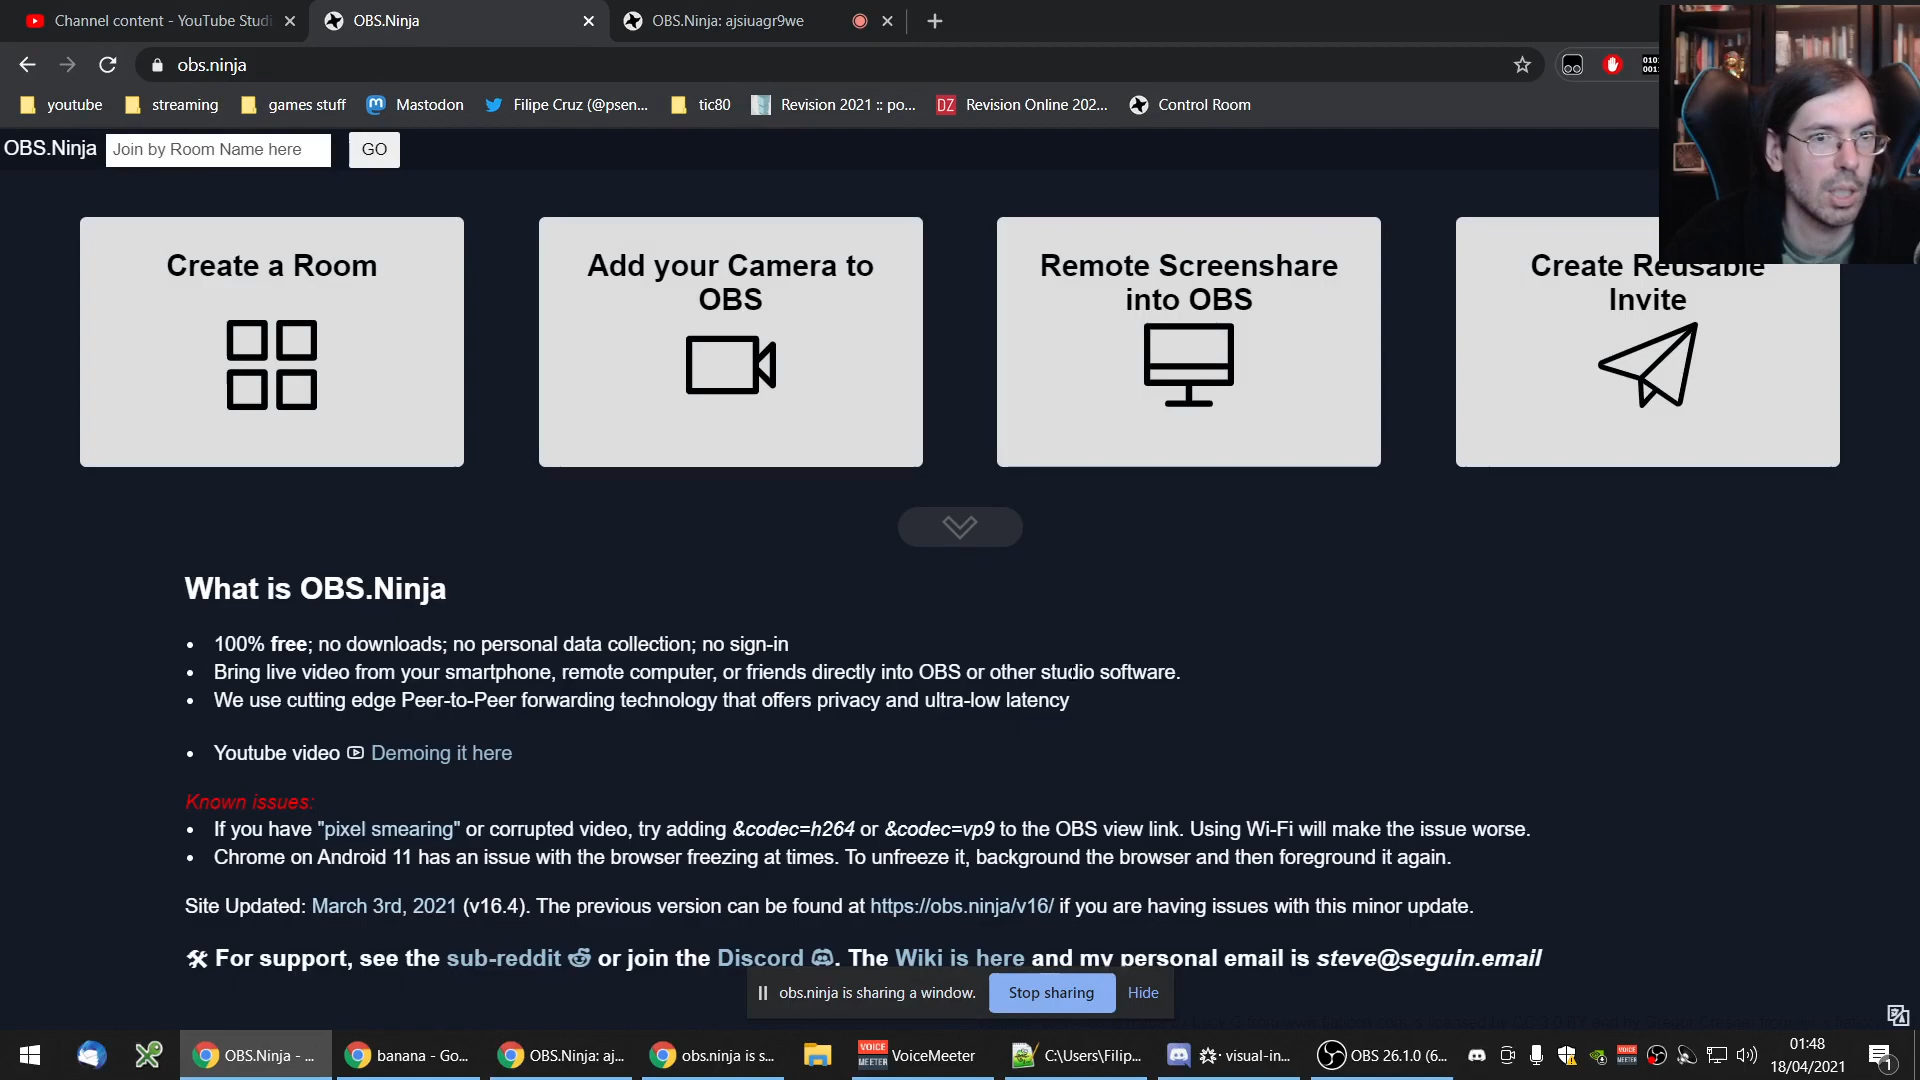 Channel content - YouTube Studi
OBS.Ninja
OBS.Ninja: ajsiuagr9we
obs.ninja
youtube
streaming
games stuff
Mastodon
Filipe Cruz (@psen...
tic80
Revision 2021 :: po...
DZ
Revision Online 202...
Control Room
OBS.Ninja
Join by Room Name here
GO
Create a Room
Add your Camera to
OBS
Remote Screenshare
into OBS
Create Reusable
Invite
What is OBS.Ninja
• 100% free; no downloads; no personal data collection; no sign-in
• Bring live video from your smartphone, remote computer, or friends directly into OBS or other studio software.
• We use cutting edge Peer-to-Peer forwarding technology that offers privacy and ultra-low latency
• Youtube video Demoing it here
Known issues:
• If you have "pixel smearing" or corrupted video, try adding &codec=h264 or &codec=vp9 to the OBS view link. Using Wi-Fi will make the issue worse.
• Chrome on Android 11 has an issue with the browser freezing at times. To unfreeze it, background the browser and then foreground it again.
Site Updated: March 3rd, 2021 (v16.4). The previous version can be found at https://obs.ninja/v16/ if you are having issues with this minor update.
For support, see the sub-reddit or join the Discord. The Wiki is here and my personal email is steve@seguin.email
obs.ninja is sharing a window.
Stop sharing
Hide
OBS.Ninja - ...
banana - Go...
OBS.Ninja: aj...
obs.ninja is s...
VOICE
MEETER
VoiceMeeter
C:\Users\Filip...
visual-in...
OBS 26.1.0 (6...
01:48
18/04/2021
1